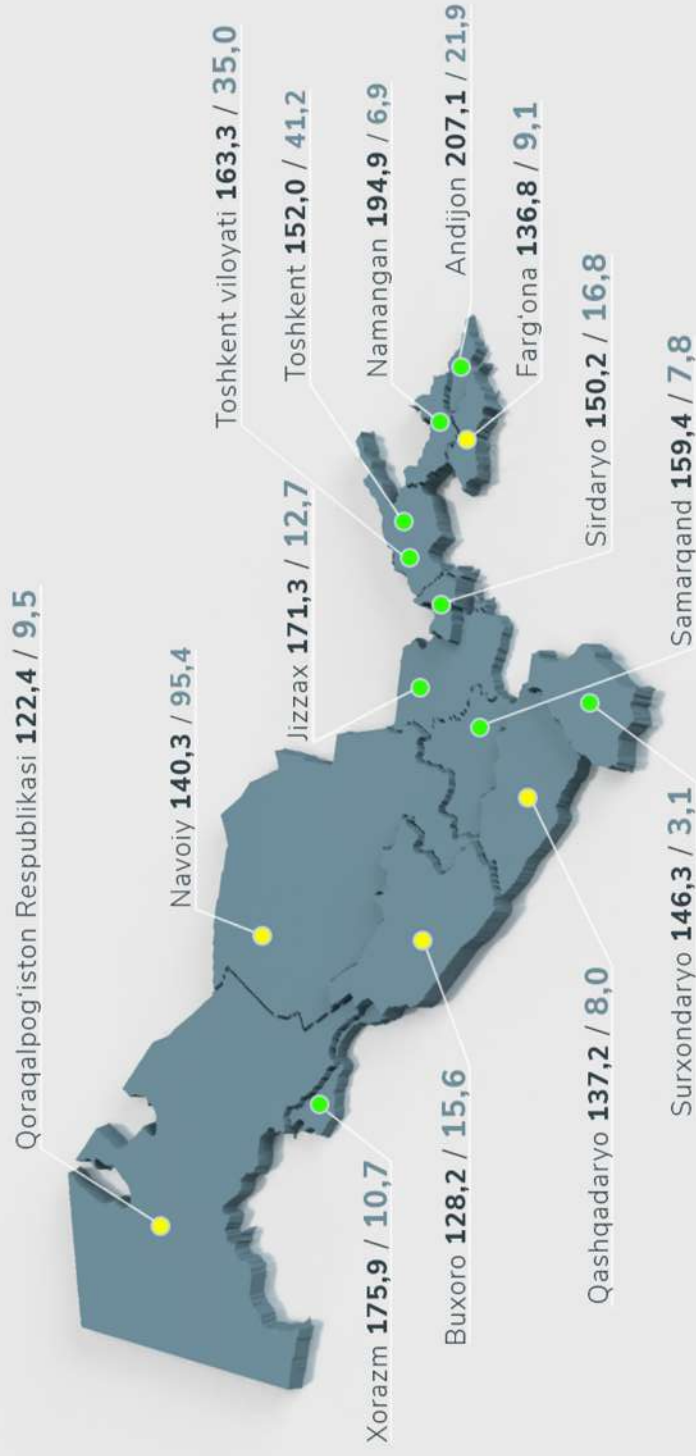 Qoraqalpog'iston Respublikasi 122,4 / 9,5
Navoiy 140,3 / 95,4
Jizzax 171,3 / 12,7
Toshkent viloyati 163,3 / 35,0
Toshkent 152,0 / 41,2
Namangan 194,9 / 6,9
Andijon 207,1 / 21,9
Farg'ona 136,8 / 9,1
Sirdaryo 150,2 / 16,8
Samarqand 159,4 / 7,8
Xorazm 175,9 / 10,7
Buxoro 128,2 / 15,6
Qashqadaryo 137,2 / 8,0
Surxondaryo 146,3 / 3,1